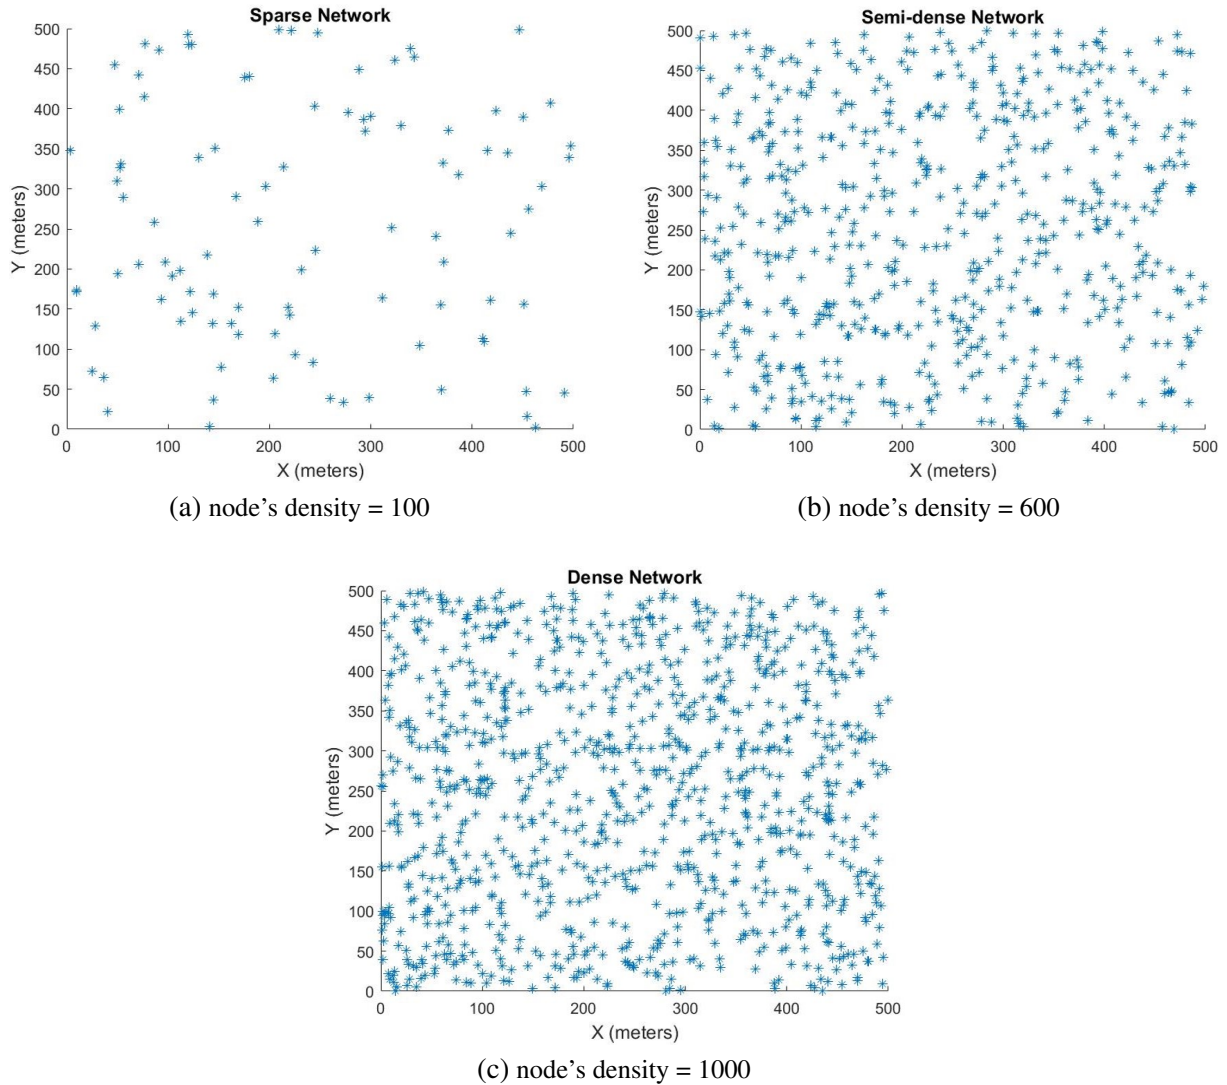 Sparse Network
500
450
400
350
300
250
200
150
100
50
0
Y (meters)
0 100 200 300 400 500
X (meters)
(a) node's density = 100
Semi-dense Network
500
450
400
350
300
250
200
150
100
50
0
Y (meters)
0 100 200 300 400 500
X (meters)
(b) node's density = 600
Dense Network
500
450
400
350
300
250
200
150
100
50
0
Y (meters)
0 100 200 300 400 500
X (meters)
(c) node's density = 1000